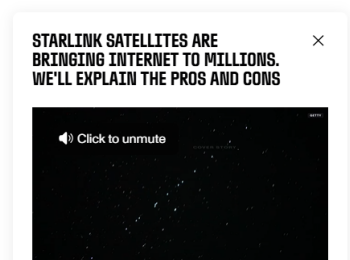 STARLINK SATELLITES ARE
BRINGING INTERNET TO MILLIONS.
WE'LL EXPLAIN THE PROS AND CONS
Click to unmute